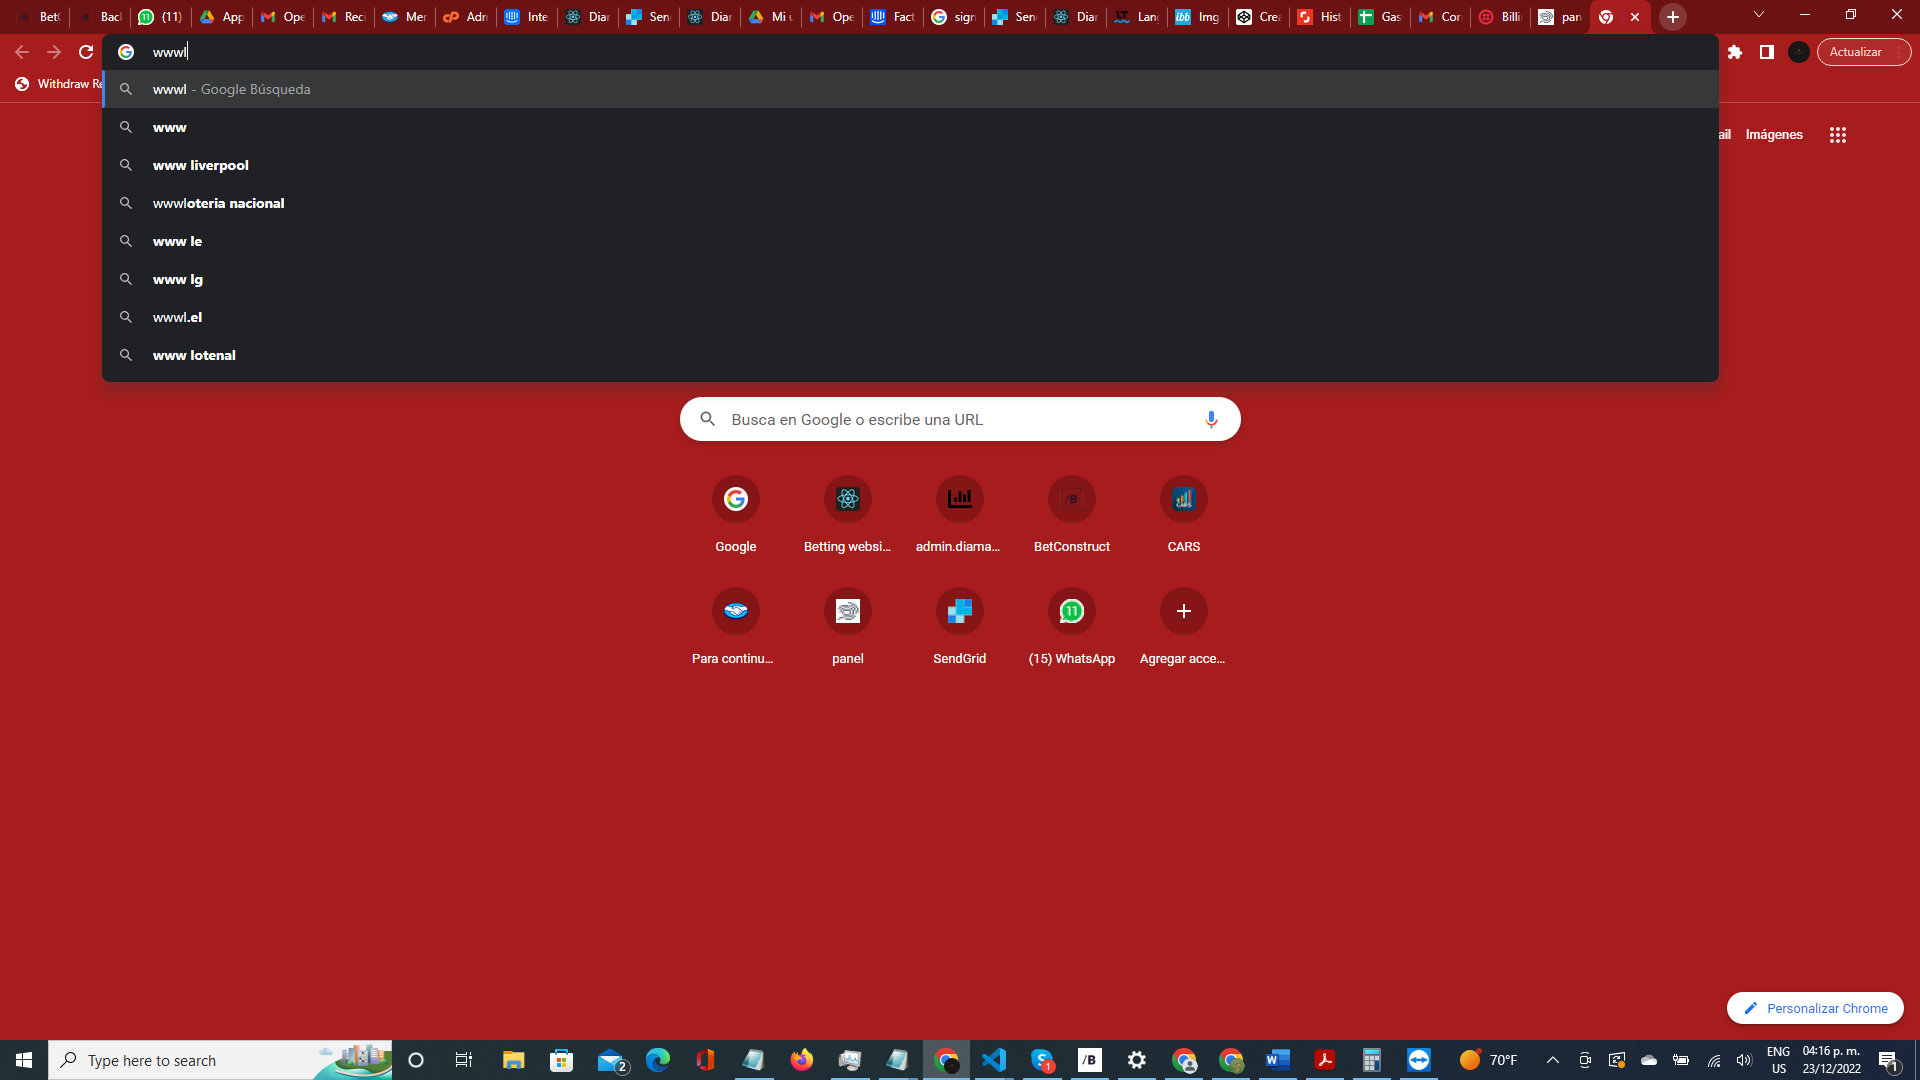 Bet(
Bacl
(11)
App
Ope
Reci
Mer
Adn
Inte
Diar
Sen
Diar
Mi u
Ope
Fact
sign
Sen
Diar
Lang
Img
Crea
Hist
Gas
Cor
Billi
pan
wwwl
Actualizar
Withdraw Re
wwwl - Google Búsqueda
www
www liverpool
wwwloteria nacional
www le
www lg
wwwl.el
www lotenal
ail Imágenes
Busca en Google o escribe una URL
Google Betting websi... admin.diama... BetConstruct CARS
Para continu... panel SendGrid (15) WhatsApp Agregar acce...
Personalizar Chrome
Type here to search
70°F
ENG
US
04:16 p. m.
23/12/2022